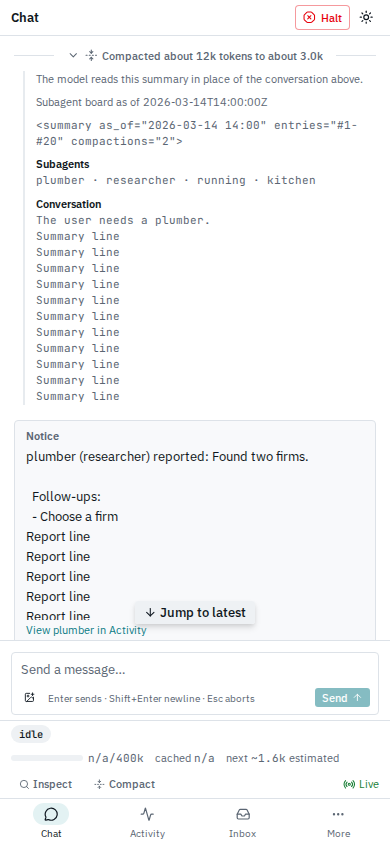 Chat
Halt
Compacted about 12k tokens to about 3.0k
The model reads this summary in place of the conversation above.
Subagent board as of 2026-03-14T14:00:00Z
<summary as_of="2026-03-14 14:00" entries="#1-
#20" compactions="2">
Subagents
plumber · researcher · running · kitchen
Conversation
The user needs a plumber.
Summary line
Summary line
Summary line
Summary line
Summary line
Summary line
Summary line
Summary line
Summary line
Summary line
Summary line
Notice
plumber (researcher) reported: Found two firms.
Follow-ups:
- Choose a firm
Report line
Report line
Report line
Report line
Report line
Jump to latest
View plumber in Activity
Send a message...
Enter sends · Shift+Enter newline · Esc aborts
Send
idle
n/a/400k cached n/a next ~1.6k estimated
Inspect
Compact
Live
Chat
Activity
Inbox
More